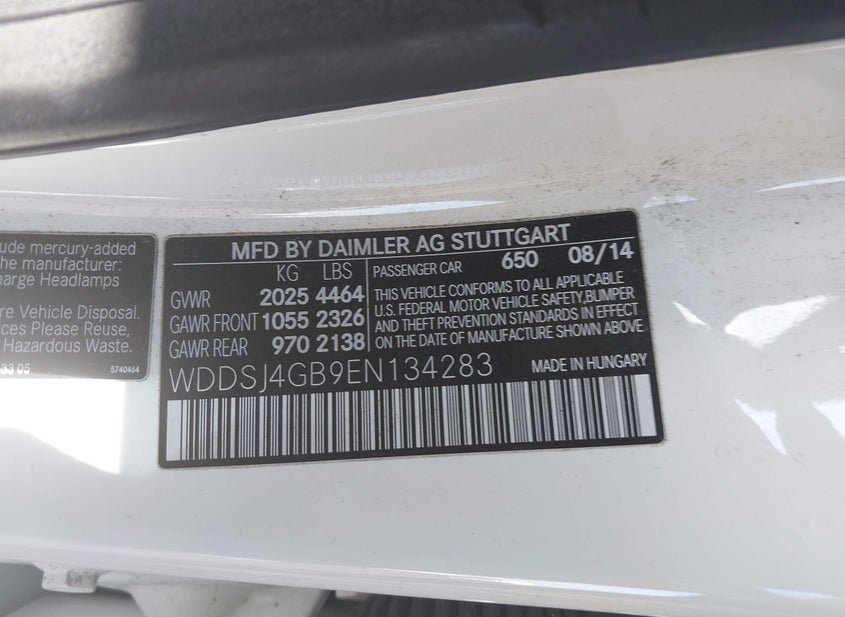 ude mercury-added
he manufacturer:
harge Headlamps
re Vehicle Disposal.
ices Please Reuse,
Hazardous Waste.
33 05 5740464
MFD BY DAIMLER AG STUTTGART
KG LBS PASSENGER CAR 650 08/14
GVWR 2025 4464
GAWR FRONT 1055 2326
GAWR REAR 970 2138
THIS VEHICLE CONFORMS TO ALL APPLICABLE
U.S. FEDERAL MOTOR VEHICLE SAFETY,BUMPER
AND THEFT PREVENTION STANDARDS IN EFFECT
ON THE DATE OF MANUFACTURE SHOWN ABOVE.
WDDSJ4GB9EN134283 MADE IN HUNGARY